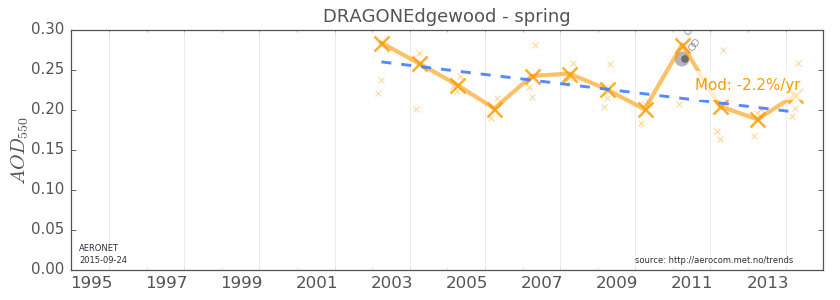 DRAGONEdgewood - spring
0.30
0.25
0.20
0.15
0.10
0.05
0.00
AOD550
Mod: -2.2%/yr
AERONET
2015-09-24
source: http://aerocom.met.no/trends
1995 1997 1999 2001 2003 2005 2007 2009 2011 2013